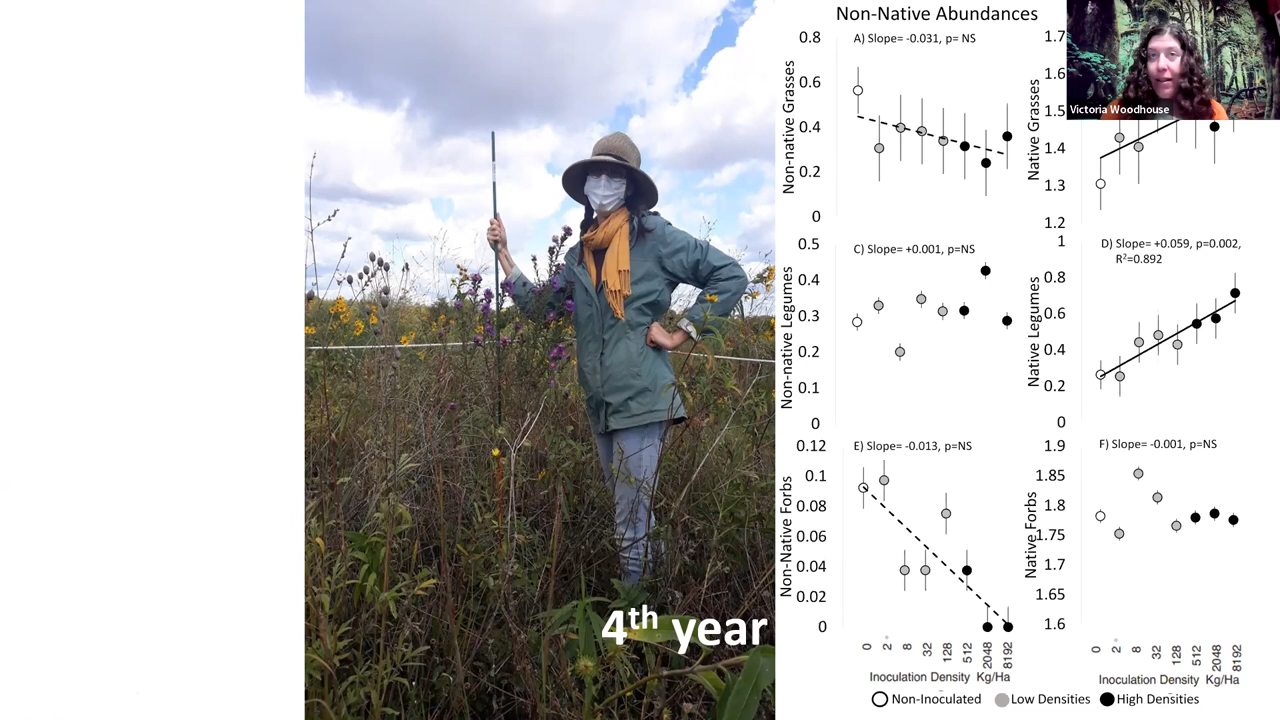 Non-Native Abundances
Victoria Woodhouse
A) Slope= -0.031, p= NS
Non-native Grasses
0.8
0.6
0.4
0.2
0
Native Grasses
1.7
1.6
1.5
1.4
1.3
1.2
C) Slope= +0.001, p=NS
Non-native Legumes
0.5
0.4
0.3
0.2
0.1
0
D) Slope= +0.059, p=0.002,
R²=0.892
Native Legumes
1
0.8
0.6
0.4
0.2
0
E) Slope= -0.013, p=NS
Non-Native Forbs
0.12
0.1
0.08
0.06
0.04
0.02
0
0 2 8 32 128 512 2048 8192
Inoculation Density Kg/Ha
F) Slope= -0.001, p=NS
Native Forbs
1.9
1.85
1.8
1.75
1.7
1.65
1.6
0 2 8 32 128 512 2048 8192
Inoculation Density Kg/Ha
Non-Inoculated Low Densities High Densities
4th year